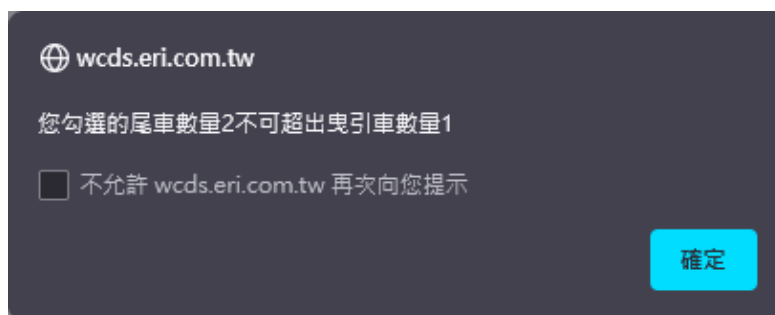 wcds.eri.com.tw
您勾選的尾車數量2不可超出曳引車數量1
不允許 wcds.eri.com.tw 再次向您提示
確定